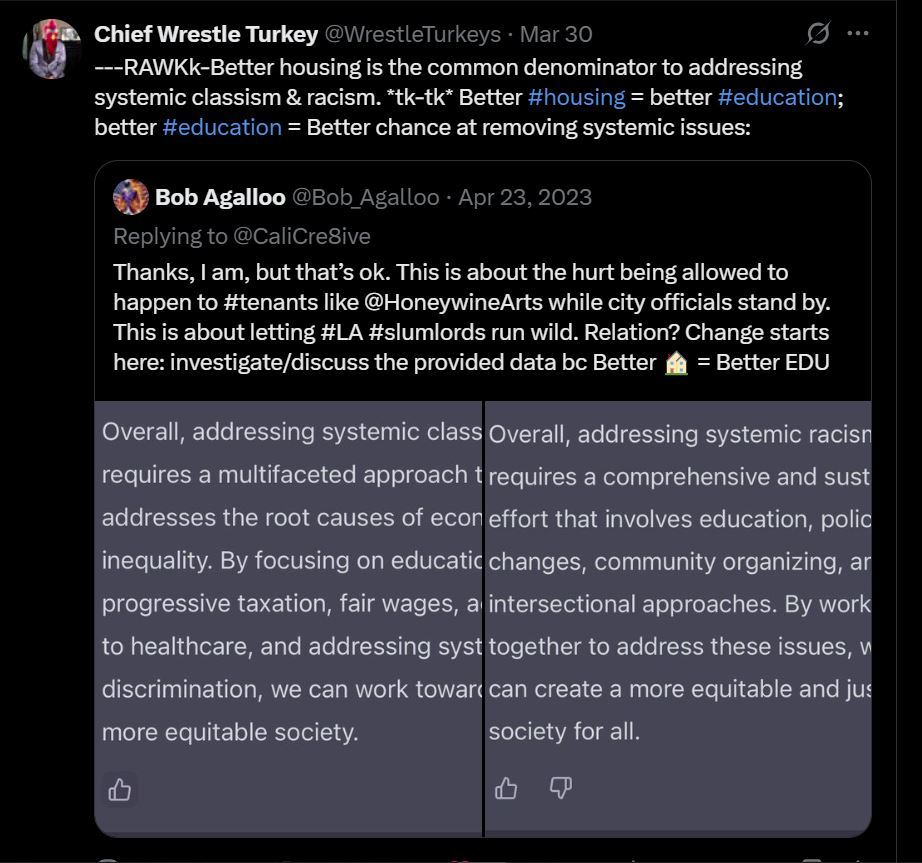 Chief Wrestle Turkey @WrestleTurkeys · Mar 30
---RAWKk-Better housing is the common denominator to addressing
systemic classism & racism. *tk-tk* Better #housing = better #education;
better #education = Better chance at removing systemic issues:
Bob Agalloo @Bob_Agalloo · Apr 23, 2023
Replying to @CaliCre8ive
Thanks, I am, but that’s ok. This is about the hurt being allowed to
happen to #tenants like @HoneywineArts while city officials stand by.
This is about letting #LA #slumlords run wild. Relation? Change starts
here: investigate/discuss the provided data bc Better 🏠 = Better EDU
Overall, addressing systemic class
requires a multifaceted approach t
addresses the root causes of econ
inequality. By focusing on educatio
progressive taxation, fair wages, a
to healthcare, and addressing syst
discrimination, we can work toward
more equitable society.
Overall, addressing systemic racism
requires a comprehensive and sust
effort that involves education, polic
changes, community organizing, an
intersectional approaches. By work
together to address these issues, w
can create a more equitable and jus
society for all.